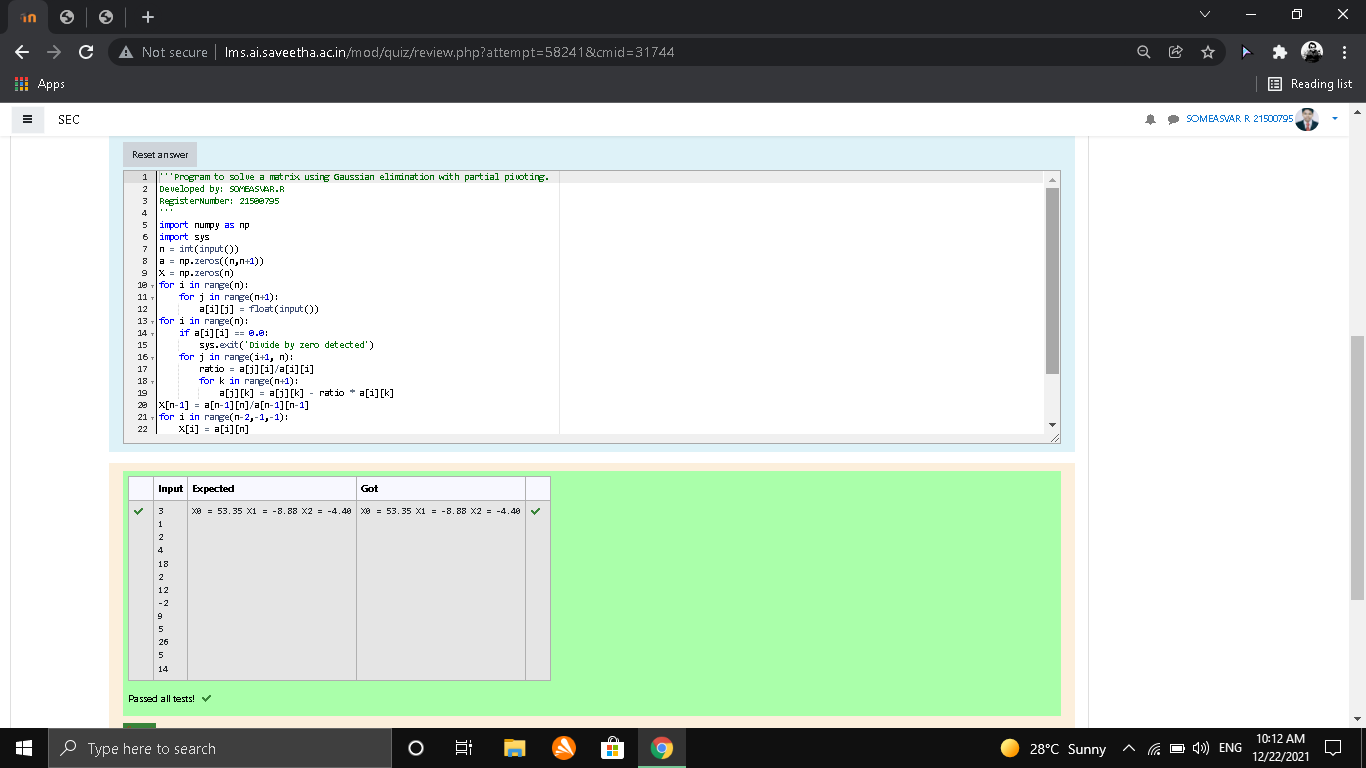 Not secure | lms.ai.saveetha.ac.in/mod/quiz/review.php?attempt=58241&cmid=31744
Apps
Reading list
SEC
SOMEASVAR R 21500795
Reset answer
1 '''Program to solve a matrix using Gaussian elimination with partial pivoting.
2 Developed by: SOMEASVAR.R
3 RegisterNumber: 21500795
4 '''
5 import numpy as np
6 import sys
7 n = int(input())
8 a = np.zeros((n,n+1))
9 X = np.zeros(n)
10 for i in range(n):
11     for j in range(n+1):
12         a[i][j] = float(input())
13 for i in range(n):
14     if a[i][i] == 0.0:
15         sys.exit('Divide by zero detected')
16     for j in range(i+1, n):
17         ratio = a[j][i]/a[i][i]
18         for k in range(n+1):
19             a[j][k] = a[j][k] - ratio * a[i][k]
20 X[n-1] = a[n-1][n]/a[n-1][n-1]
21 for i in range(n-2,-1,-1):
22     X[i] = a[i][n]
Input Expected Got
3 X0 = 53.35 X1 = -8.88 X2 = -4.40 X0 = 53.35 X1 = -8.88 X2 = -4.40
1
2
4
18
2
12
-2
9
5
26
5
14
Passed all tests!
Type here to search
28°C Sunny
ENG
10:12 AM
12/22/2021